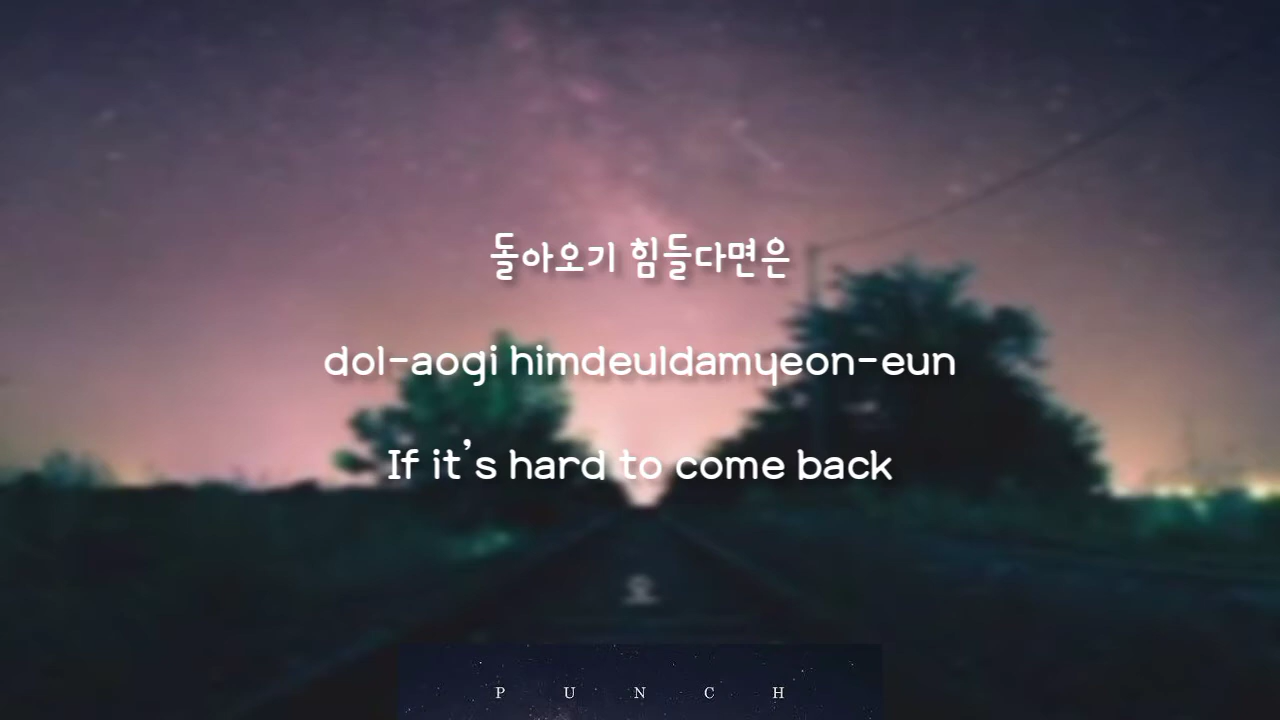 돌아오기 힘들다면은
dol-aogi himdeuldamyeon-eun
If it's hard to come back
오
P U N C H